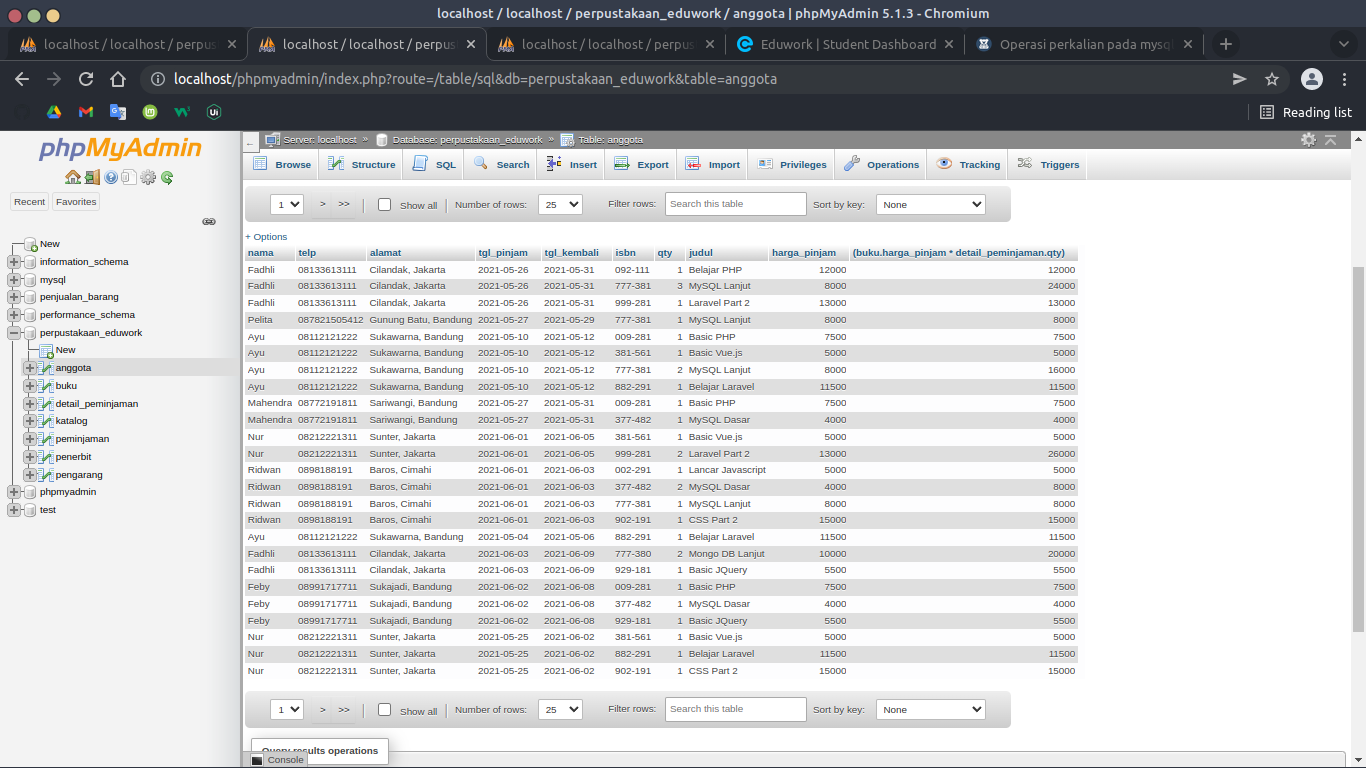 localhost / localhost / perpustakaan_eduwork / anggota | phpMyAdmin 5.1.3 - Chromium
localhost / localhost / perpus localhost / localhost / perpus localhost / localhost / perpus Eduwork | Student Dashboard Operasi perkalian pada mysq
localhost/phpmyadmin/index.php?route=/table/sql&db=perpustakaan_eduwork&table=anggota
Reading list
phpMyAdmin
Recent Favorites
New
information_schema
mysql
penjualan_barang
performance_schema
perpustakaan_eduwork
New
anggota
buku
detail_peminjaman
katalog
peminjaman
penerbit
pengarang
phpmyadmin
test
Server: localhost » Database: perpustakaan_eduwork » Table: anggota
Browse Structure SQL Search Insert Export Import Privileges Operations Tracking Triggers
1 > >> | Show all | Number of rows: 25 Filter rows: Search this table Sort by key: None
+ Options
nama telp alamat tgl_pinjam tgl_kembali isbn qty judul harga_pinjam (buku.harga_pinjam * detail_peminjaman.qty)
Fadhli 08133613111 Cilandak, Jakarta 2021-05-26 2021-05-31 092-111 1 Belajar PHP 12000 12000
Fadhli 08133613111 Cilandak, Jakarta 2021-05-26 2021-05-31 777-381 3 MySQL Lanjut 8000 24000
Fadhli 08133613111 Cilandak, Jakarta 2021-05-26 2021-05-31 999-281 1 Laravel Part 2 13000 13000
Pelita 087821505412 Gunung Batu, Bandung 2021-05-27 2021-05-29 777-381 1 MySQL Lanjut 8000 8000
Ayu 08112121222 Sukawarna, Bandung 2021-05-10 2021-05-12 009-281 1 Basic PHP 7500 7500
Ayu 08112121222 Sukawarna, Bandung 2021-05-10 2021-05-12 381-561 1 Basic Vue.js 5000 5000
Ayu 08112121222 Sukawarna, Bandung 2021-05-10 2021-05-12 777-381 2 MySQL Lanjut 8000 16000
Ayu 08112121222 Sukawarna, Bandung 2021-05-10 2021-05-12 882-291 1 Belajar Laravel 11500 11500
Mahendra 08772191811 Sariwangi, Bandung 2021-05-27 2021-05-31 009-281 1 Basic PHP 7500 7500
Mahendra 08772191811 Sariwangi, Bandung 2021-05-27 2021-05-31 377-482 1 MySQL Dasar 4000 4000
Nur 08212221311 Sunter, Jakarta 2021-06-01 2021-06-05 381-561 1 Basic Vue.js 5000 5000
Nur 08212221311 Sunter, Jakarta 2021-06-01 2021-06-05 999-281 2 Laravel Part 2 13000 26000
Ridwan 0898188191 Baros, Cimahi 2021-06-01 2021-06-03 002-291 1 Lancar Javascript 5000 5000
Ridwan 0898188191 Baros, Cimahi 2021-06-01 2021-06-03 377-482 2 MySQL Dasar 4000 8000
Ridwan 0898188191 Baros, Cimahi 2021-06-01 2021-06-03 777-381 1 MySQL Lanjut 8000 8000
Ridwan 0898188191 Baros, Cimahi 2021-06-01 2021-06-03 902-191 1 CSS Part 2 15000 15000
Ayu 08112121222 Sukawarna, Bandung 2021-05-04 2021-05-06 882-291 1 Belajar Laravel 11500 11500
Fadhli 08133613111 Cilandak, Jakarta 2021-06-03 2021-06-09 777-380 2 Mongo DB Lanjut 10000 20000
Fadhli 08133613111 Cilandak, Jakarta 2021-06-03 2021-06-09 929-181 1 Basic JQuery 5500 5500
Feby 08991717711 Sukajadi, Bandung 2021-06-02 2021-06-08 009-281 1 Basic PHP 7500 7500
Feby 08991717711 Sukajadi, Bandung 2021-06-02 2021-06-08 377-482 1 MySQL Dasar 4000 4000
Feby 08991717711 Sukajadi, Bandung 2021-06-02 2021-06-08 929-181 1 Basic JQuery 5500 5500
Nur 08212221311 Sunter, Jakarta 2021-05-25 2021-06-02 381-561 1 Basic Vue.js 5000 5000
Nur 08212221311 Sunter, Jakarta 2021-05-25 2021-06-02 882-291 1 Belajar Laravel 11500 11500
Nur 08212221311 Sunter, Jakarta 2021-05-25 2021-06-02 902-191 1 CSS Part 2 15000 15000
1 > >> | Show all | Number of rows: 25 Filter rows: Search this table Sort by key: None
Query results operations
Console